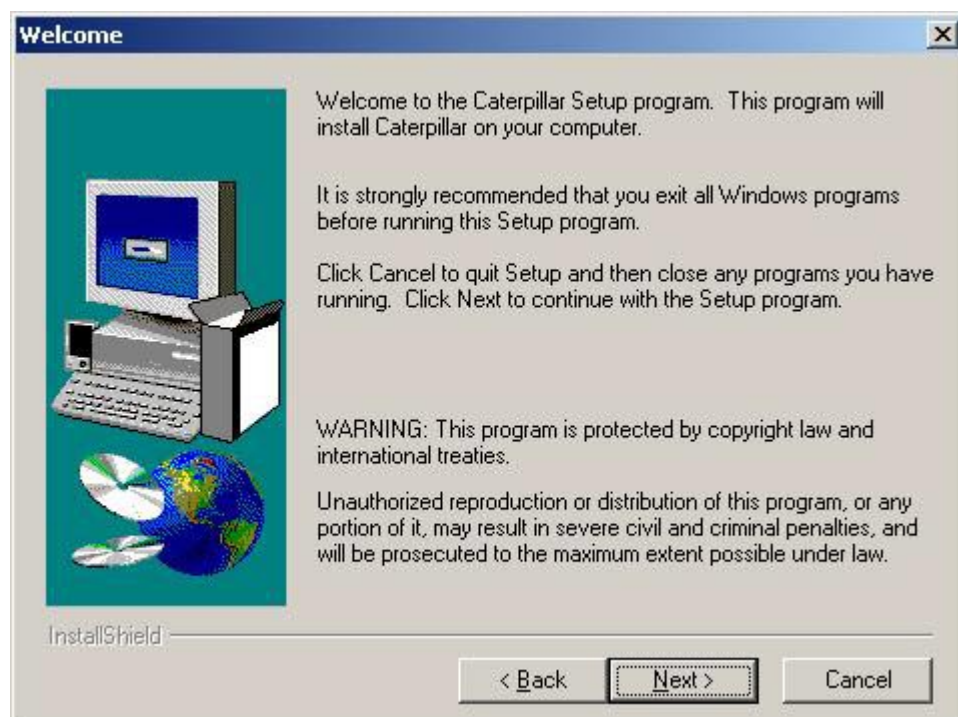 Welcome
Welcome to the Caterpillar Setup program. This program will
install Caterpillar on your computer.
It is strongly recommended that you exit all Windows programs
before running this Setup program.
Click Cancel to quit Setup and then close any programs you have
running. Click Next to continue with the Setup program.
WARNING: This program is protected by copyright law and
international treaties.
Unauthorized reproduction or distribution of this program, or any
portion of it, may result in severe civil and criminal penalties, and
will be prosecuted to the maximum extent possible under law.
InstallShield
< Back Next > Cancel